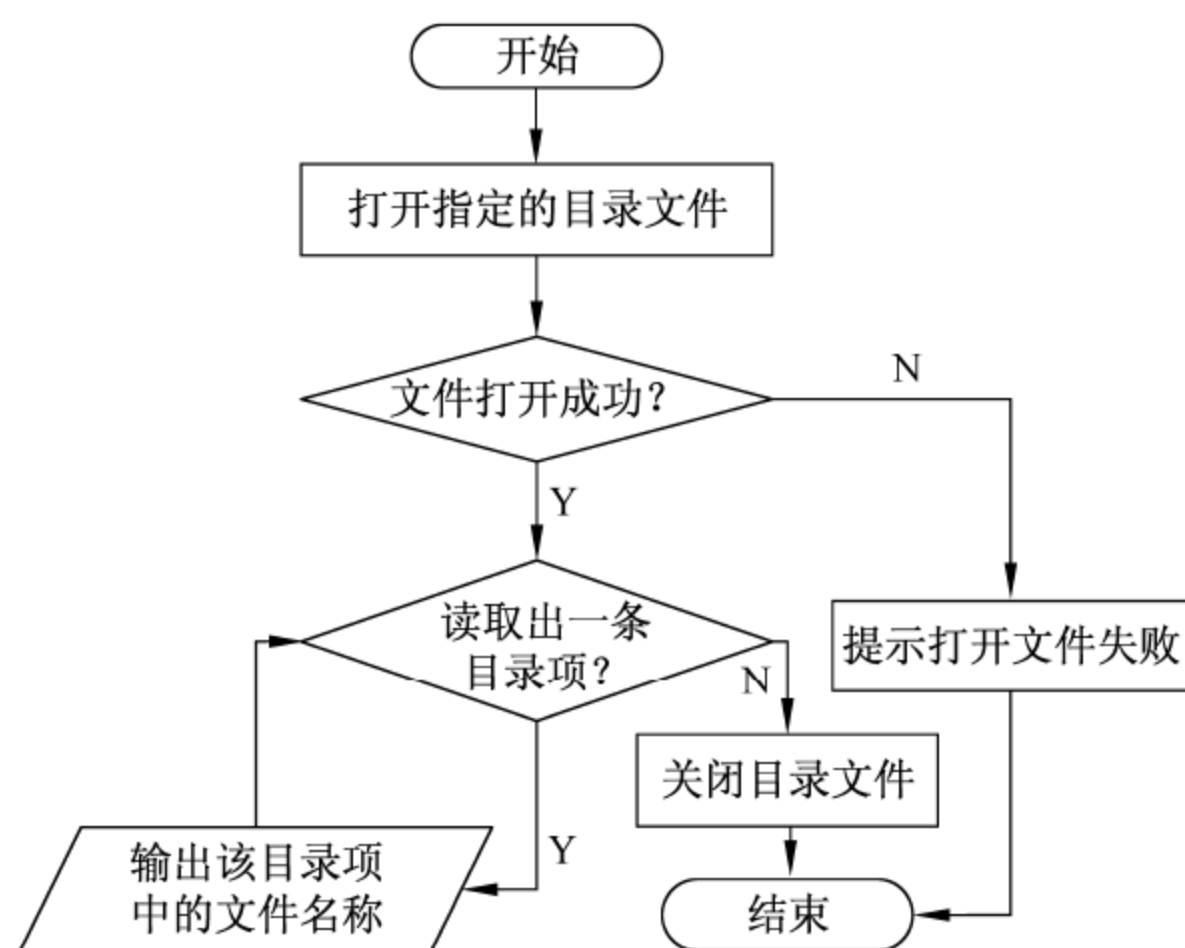 开始
打开指定的目录文件
文件打开成功?
N
Y
读取出一条
目录项?
N
提示打开文件失败
关闭目录文件
Y
输出该目录项
中的文件名称
结束